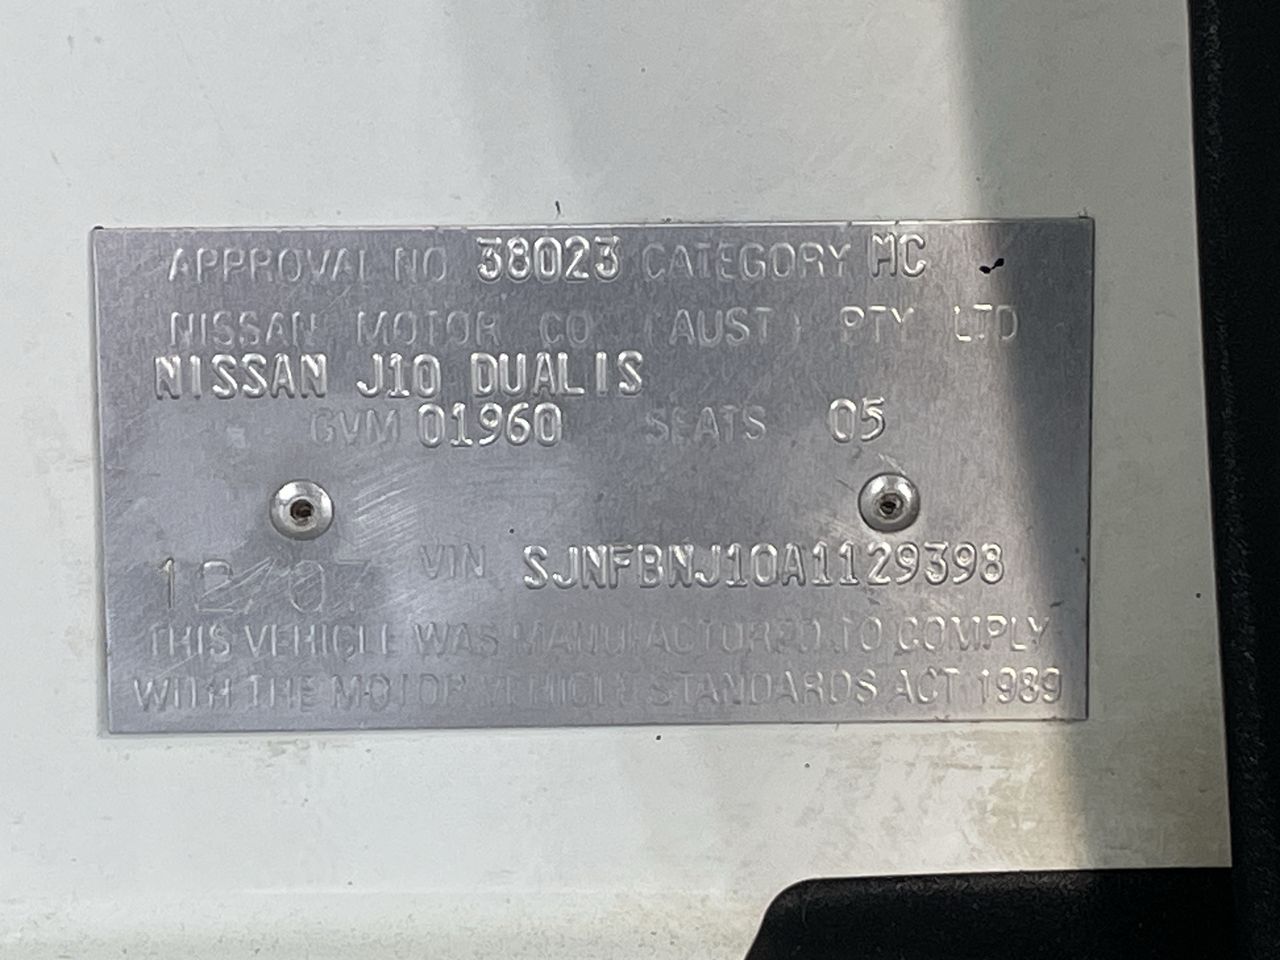 APPROVAL NO 38023 CATEGORY MC
NISSAN MOTOR CO. (AUST) PTY LTD
NISSAN J10 DUALIS
GVM 01960 SEATS 05
12/07 VIN SJNFBNJ10A1129398
THIS VEHICLE WAS MANUFACTURED TO COMPLY
WITH THE MOTOR VEHICLE STANDARDS ACT 1989